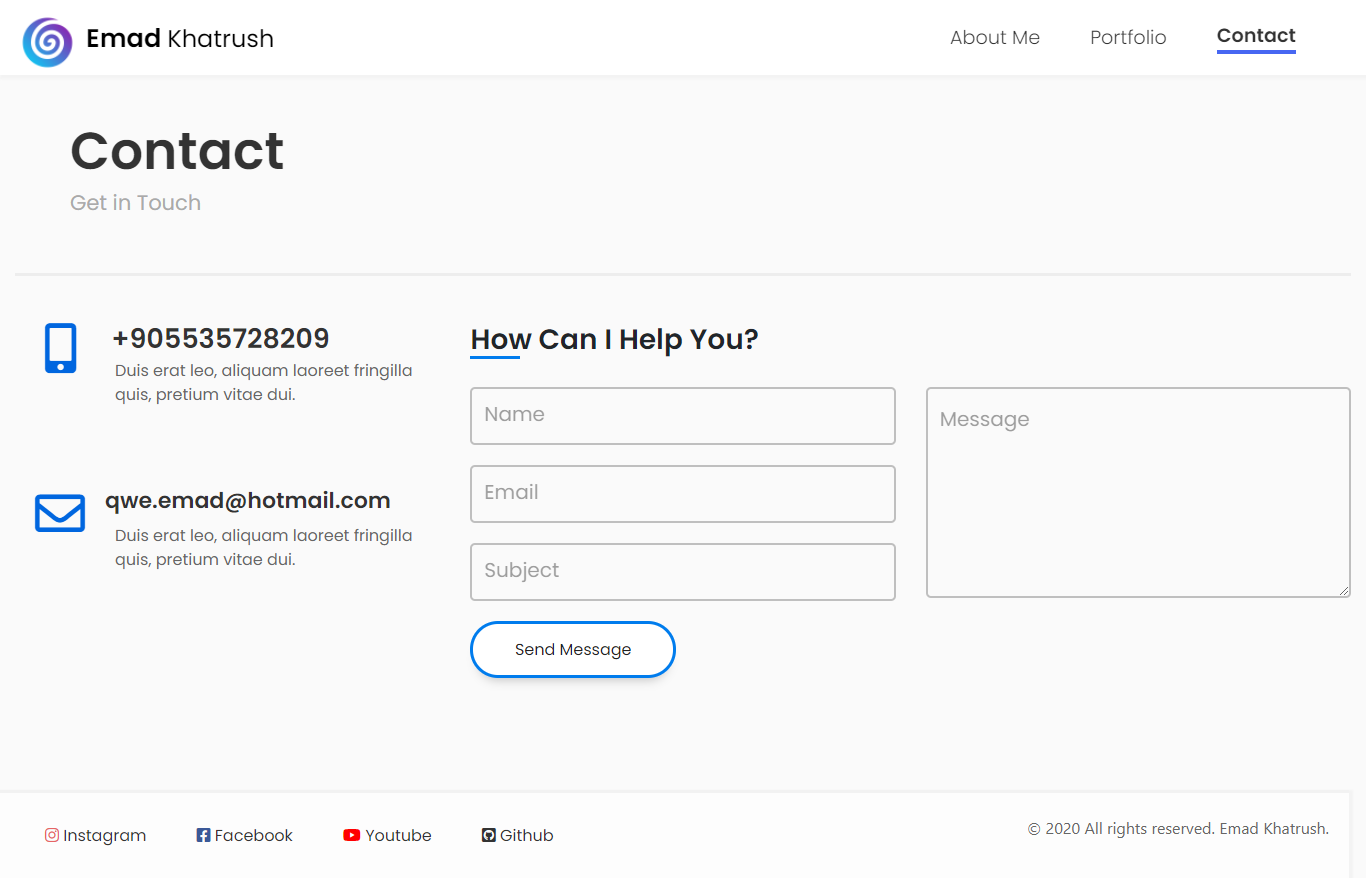 Emad Khatrush
About Me
Portfolio
Contact
Contact
Get in Touch
+905535728209
Duis erat leo, aliquam laoreet fringilla
quis, pretium vitae dui.
qwe.emad@hotmail.com
Duis erat leo, aliquam laoreet fringilla
quis, pretium vitae dui.
How Can I Help You?
Name
Email
Subject
Message
Send Message
Instagram
Facebook
Youtube
Github
© 2020 All rights reserved. Emad Khatrush.